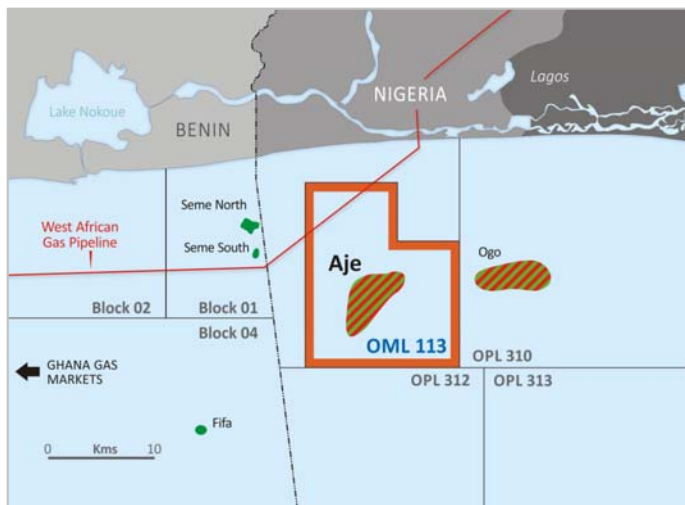 Lagos
NIGERIA
Lake Nokoue
BENIN
Seme North
West African
Gas Pipeline
Seme South
Aje
Ogo
Block 02
Block 01
Block 04
OML 113
OPL 310
GHANA GAS
MARKETS
OPL 312
OPL 313
Fifa
0 Kms 10